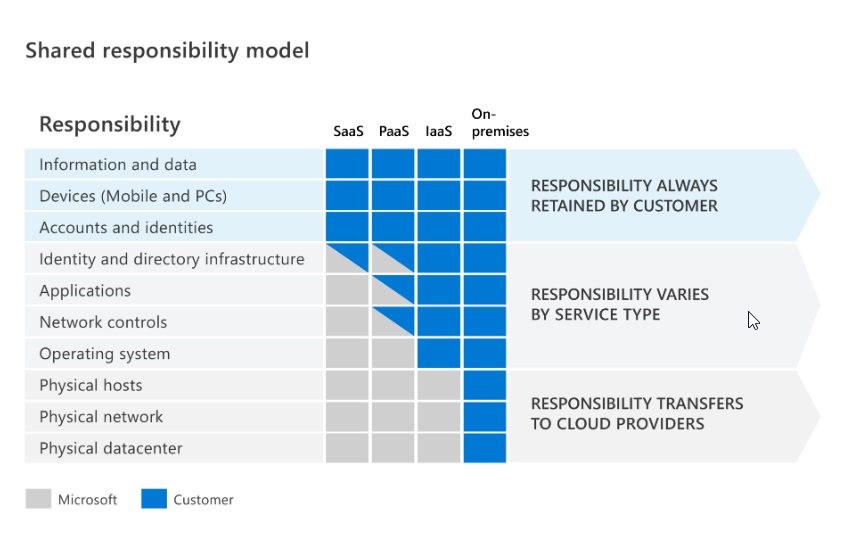 Shared responsibility model
Responsibility
SaaS
PaaS
IaaS
On-
premises
Information and data
Devices (Mobile and PCs)
Accounts and identities
RESPONSIBILITY ALWAYS
RETAINED BY CUSTOMER
Identity and directory infrastructure
Applications
Network controls
Operating system
RESPONSIBILITY VARIES
BY SERVICE TYPE
Physical hosts
Physical network
Physical datacenter
RESPONSIBILITY TRANSFERS
TO CLOUD PROVIDERS
Microsoft
Customer